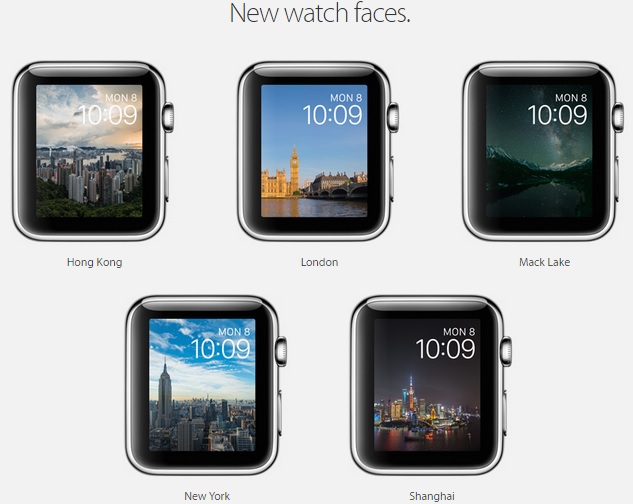 New watch faces.
MON 8
10:09
MON 8
10:09
MON 8
10:09
Hong Kong
London
Mack Lake
MON 8
10:09
MON 8
10:09
New York
Shanghai